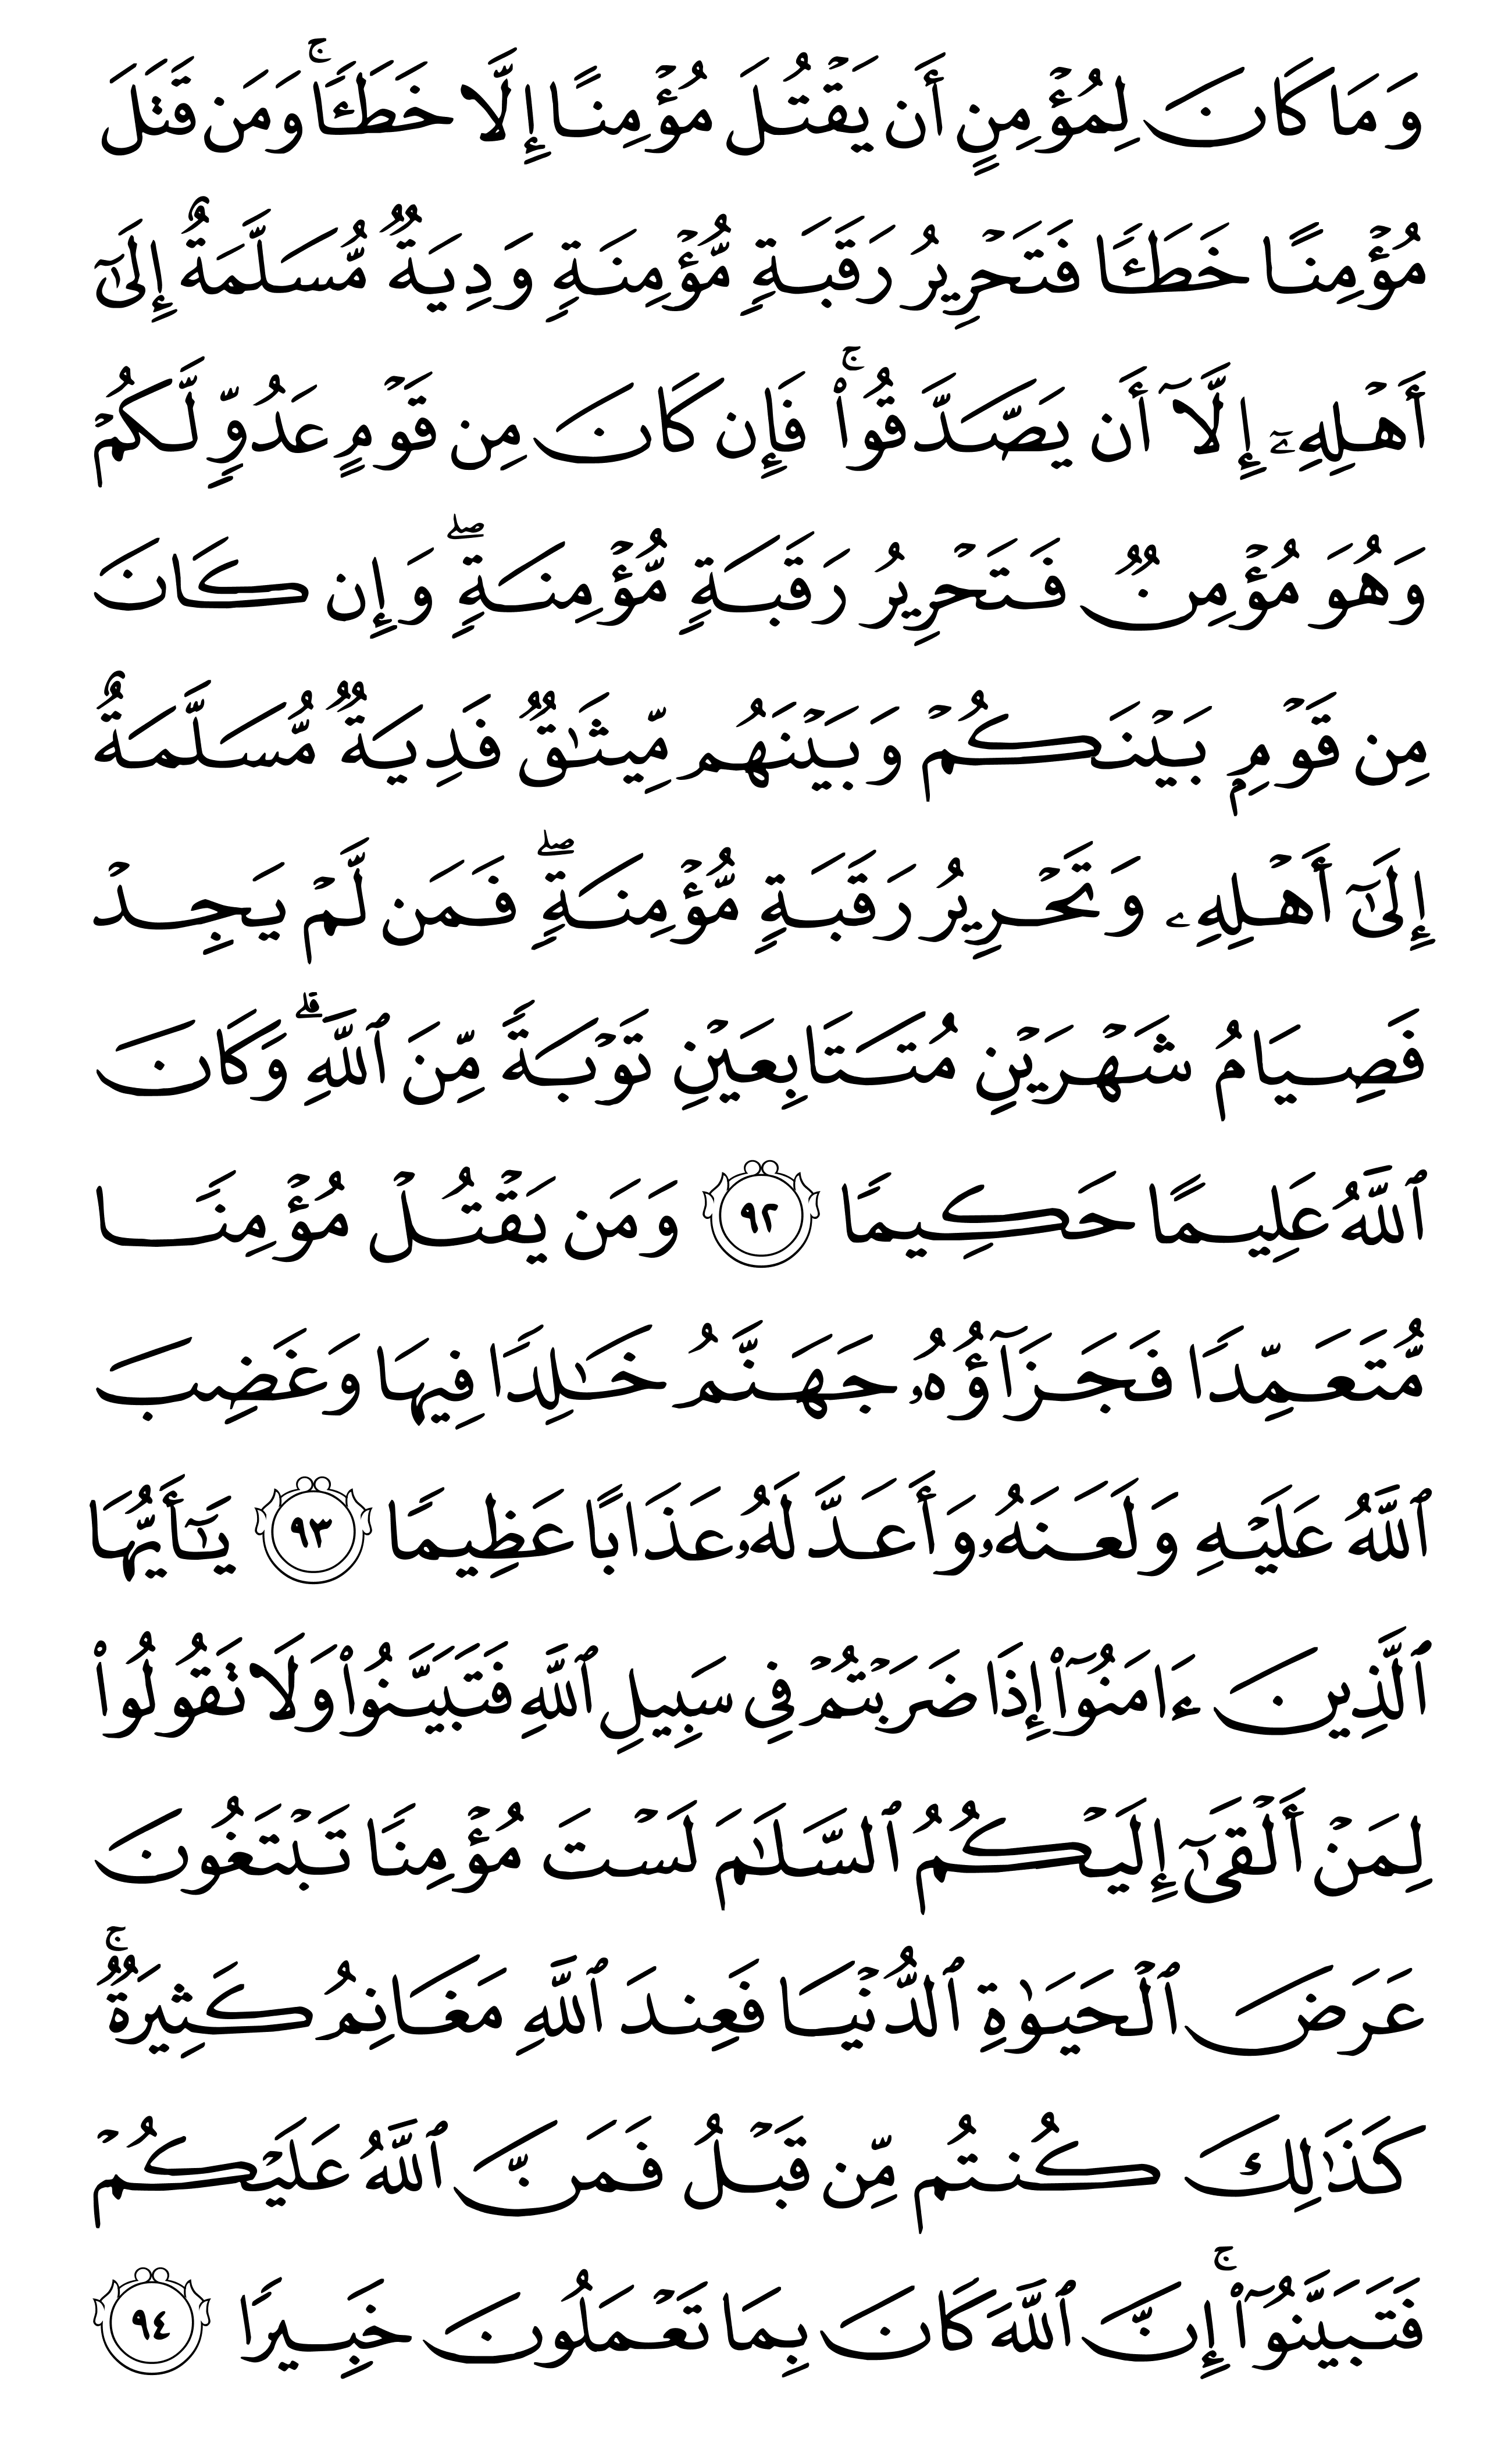 وَمَا كَانَ لِمُؤْمِنٍ أَن يَقْتُلَ مُؤْمِنًا إِلَّا خَطَـًٔا ۚ وَمَن قَتَلَ
مُؤْمِنًا خَطَـًٔا فَتَحْرِيرُ رَقَبَةٍ مُّؤْمِنَةٍ وَدِيَةٌ مُّسَلَّمَةٌ إِلَىٰٓ
أَهْلِهِۦٓ إِلَّآ أَن يَصَّدَّقُوا۟ ۚ فَإِن كَانَ مِن قَوْمٍ عَدُوٍّ لَّكُمْ
وَهُوَ مُؤْمِنٌ فَتَحْرِيرُ رَقَبَةٍ مُّؤْمِنَةٍ ۖ وَإِن كَانَ
مِن قَوْمٍۭ بَيْنَكُمْ وَبَيْنَهُم مِّيثَـٰقٌ فَدِيَةٌ مُّسَلَّمَةٌ
إِلَىٰٓ أَهْلِهِۦ وَتَحْرِيرُ رَقَبَةٍ مُّؤْمِنَةٍ ۖ فَمَن لَّمْ يَجِدْ
فَصِيَامُ شَهْرَيْنِ مُتَتَابِعَيْنِ تَوْبَةً مِّنَ ٱللَّهِ ۗ وَكَانَ
ٱللَّهُ عَلِيمًا حَكِيمًا ٩٢ وَمَن يَقْتُلْ مُؤْمِنًا
مُّتَعَمِّدًا فَجَزَآؤُهُۥ جَهَنَّمُ خَـٰلِدًا فِيهَا وَغَضِبَ
ٱللَّهُ عَلَيْهِ وَلَعَنَهُۥ وَأَعَدَّ لَهُۥ عَذَابًا عَظِيمًا ٩٣ يَـٰٓأَيُّهَا
ٱلَّذِينَ ءَامَنُوٓا۟ إِذَا ضَرَبْتُمْ فِى سَبِيلِ ٱللَّهِ فَتَبَيَّنُوا۟ وَلَا تَقُولُوا۟
لِمَنْ أَلْقَىٰٓ إِلَيْكُمُ ٱلسَّلَـٰمَ لَسْتَ مُؤْمِنًا تَبْتَغُونَ
عَرَضَ ٱلْحَيَوٰةِ ٱلدُّنْيَا فَعِندَ ٱللَّهِ مَغَانِمُ كَثِيرَةٌ ۚ
كَذَٰلِكَ كُنتُم مِّن قَبْلُ فَمَنَّ ٱللَّهُ عَلَيْكُمْ
فَتَبَيَّنُوٓا۟ ۚ إِنَّ ٱللَّهَ كَانَ بِمَا تَعْمَلُونَ خَبِيرًا ٩٤